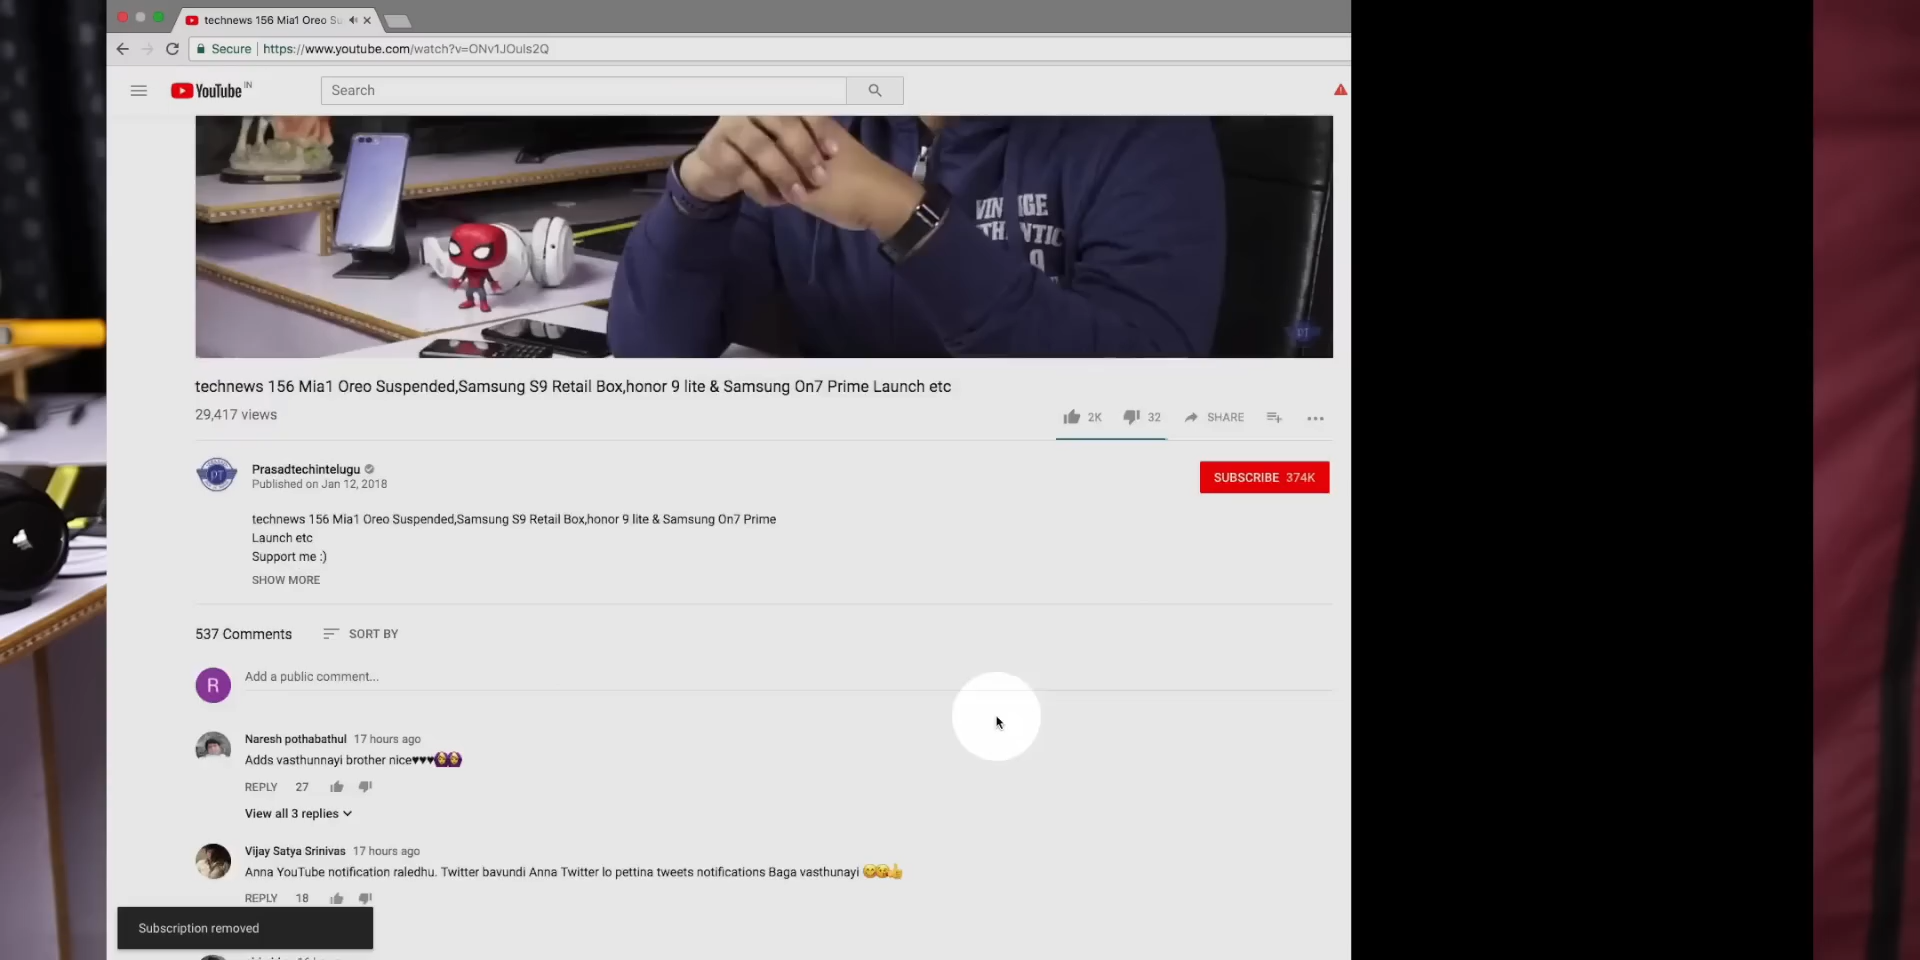 technews 156 Mia1 Oreo Su
Secure https://www.youtube.com/watch?v=ONv1JOuls2Q
YouTube IN
Search
VINTAGE
technews 156 Mia1 Oreo Suspended,Samsung S9 Retail Box,honor 9 lite & Samsung On7 Prime Launch etc
29,417 views
2K 32 SHARE
Prasadtechintelugu
Published on Jan 12, 2018
SUBSCRIBE 374K
technews 156 Mia1 Oreo Suspended,Samsung S9 Retail Box,honor 9 lite & Samsung On7 Prime
Launch etc
Support me :)
SHOW MORE
537 Comments SORT BY
R
Add a public comment...
Naresh pothabathul 17 hours ago
Adds vasthunnayi brother nice♥♥♥
REPLY 27
View all 3 replies
Vijay Satya Srinivas 17 hours ago
Anna YouTube notification raledhu. Twitter bavundi Anna Twitter lo pettina tweets notifications Baga vasthunayi
REPLY 18
Subscription removed